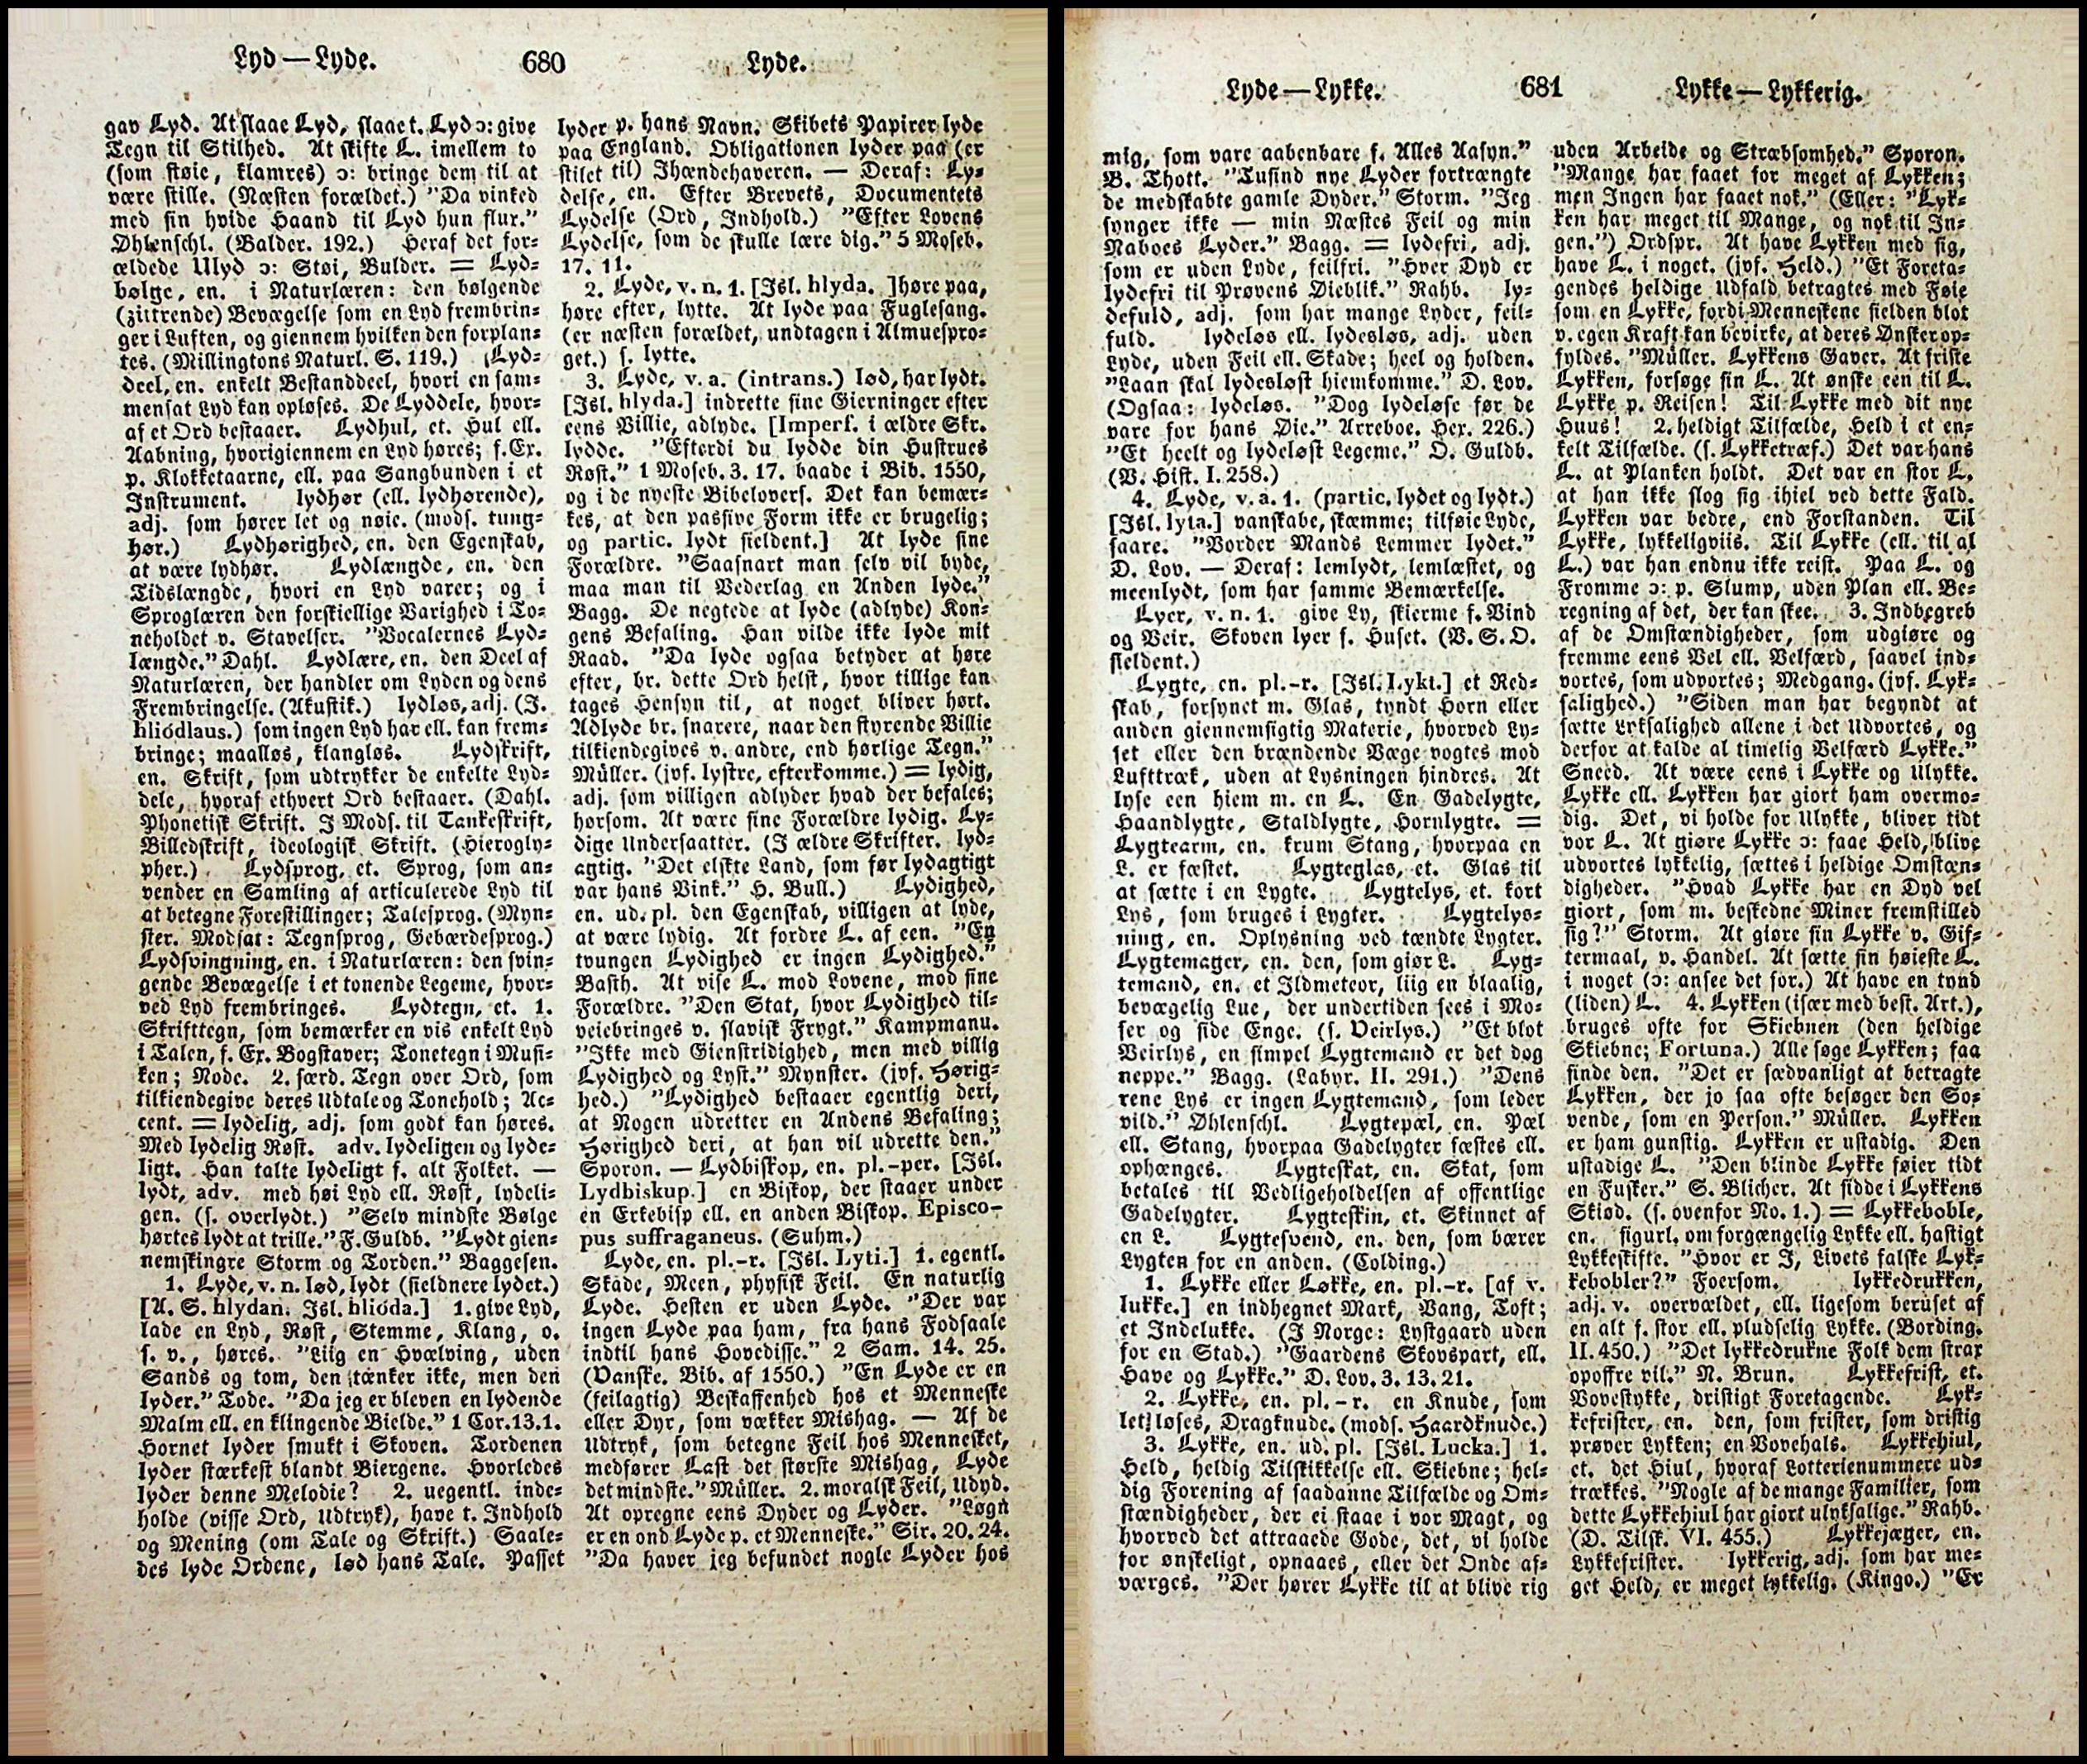 Lyd — Lyde. 680 Lyde.
gav Lyd. At slaae Lyd, slaae t. Lyd ɔ: give
Tegn til Stilhed. At skifte L. imellem to
(som støie, klamres) ɔ: bringe dem til at
være stille. (Næsten forældet.) "Da vinked
med sin hvide Haand til Lyd hun flur."
Øhlenschl. (Balder. 192.) Heraf det for-
ældede Ulyd ɔ: Støi, Bulder. = Lyd-
bølge, en. i Naturlæren: den bølgende
(zittrende) Bevægelse som en Lyd frembrin-
ger i Luften, og giennem hvilken den forplan-
tes. (Millingtons Naturl. S. 119.) Lyd-
deel, en. enkelt Bestanddeel, hvori en sam-
mensat Lyd kan opløses. De Lyddele, hvor-
af et Ord bestaaer. Lydhul, et. Hul ell.
Aabning, hvorigiennem en Lyd høres; f. Ex.
p. Klokketaarne, ell. paa Sangbunden i et
Instrument. lydhør (ell. lydhørende),
adj. som hører let og nøie. (mods. tung-
hør.) Lydhørighed, en. den Egenskab,
at være lydhør. Lydlængde, en. den
Tidslængde, hvori en Lyd varer; og i
Sproglæren den forskiellige Varighed i To-
neholdet v. Stavelser. "Vocalernes Lyd-
længde." Dahl. Lydlære, en. den Deel af
Naturlæren, der handler om Lyden og dens
Frembringelse. (Akustik.) lydløs, adj. (J.
hliódlaus.) som ingen Lyd har ell. kan frem-
bringe; maalløs, klangløs. Lydskrift,
en. Skrift, som udtrykker de enkelte Lyd-
dele, hvoraf ethvert Ord bestaaer. (Dahl.
Phonetisk Skrift. I Mods. til Tankeskrift,
Billedskrift, ideologisk Skrift. (Hierogly-
pher.) Lydsprog, et. Sprog, som an-
vender en Samling af articulerede Lyd til
at betegne Forestillinger; Talesprog. (Myn-
ster. Modsat: Tegnsprog, Gebærdesprog.)
Lydsvingning, en. i Naturlæren: den svin-
gende Bevægelse i et tonende Legeme, hvor-
ved Lyd frembringes. Lydtegn, et. 1.
Skrifttegn, som bemærker en vis enkelt Lyd
i Talen, f. Ex. Bogstaver; Tonetegn i Musi-
ken; Node. 2. særd. Tegn over Ord, som
tilkiendegive deres Udtale og Tonehold; Ac-
cent. = lydelig, adj. som godt kan høres.
Med lydelig Røst. adv. lydeligen og lyde-
ligt. Han talte lydeligt f. alt Folket. —
lydt, adv. med høi Lyd ell. Røst, lydeli-
gen. (s. overlydt.) "Selv mindste Bølge
hørtes lydt at trille." F. Guldb. "Lydt gien-
nemskingre Storm og Torden." Baggesen.
1. Lyde, v. n. lød, lydt (sieldnere lydet.)
[A. S. hlydan. Isl. hlióda.] 1. give Lyd,
lade en Lyd, Røst, Stemme, Klang, o.
s. v., høres. "Liig en Hvælving, uden
Sands og tom, den tænker ikke, men den
lyder." Tode. "Da jeg er bleven en lydende
Malm ell. en klingende Bielde." 1 Cor. 13. 1.
Hornet lyder smukt i Skoven. Tordenen
lyder stærkest blandt Biergene. Hvorledes
lyder denne Melodie? 2. uegentl. inde-
holde (visse Ord, Udtryk), have t. Indhold
og Mening (om Tale og Skrift.) Saale-
des lyde Ordene, lød hans Tale. Passet
lyder p. hans Navn. Skibets Papirer lyde
paa England. Obligationen lyder paa (er
stilet til) Ihændehaveren. — Deraf: Ly-
delse, en. Efter Brevets, Documentets
Lydelse (Ord, Indhold.) "Efter Lovens
Lydelse, som de skulle lære dig." 5 Moseb.
17. 11.
2. Lyde, v. n. 1. [Isl. hlyda. ] høre paa,
høre efter, lytte. At lyde paa Fuglesang.
(er næsten forældet, undtagen i Almuespro-
get.) s. lytte.
3. Lyde, v. a. (intrans.) lød, har lydt.
[Isl. hlyda.] indrette sine Gierninger efter
eens Villie, adlyde. [Imperf. i ældre Skr.
lydde. "Efterdi du lydde din Hustrues
Røst." 1 Moseb. 3. 17. baade i Bib. 1550,
og i de nyeste Bibelovers. Det kan bemær-
kes, at den passive Form ikke er brugelig;
og partic. lydt sieldent.] At lyde sine
Forældre. "Saasnart man selv vil byde,
maa man til Vederlag en Anden lyde."
Bagg. De negtede at lyde (adlyde) Kon-
gens Befaling. Han vilde ikke lyde mit
Raad. "Da lyde ogsaa betyder at høre
efter, br. dette Ord helst, hvor tillige kan
tages Hensyn til, at noget bliver hørt.
Adlyde br. snarere, naar den styrende Villie
tilkiendegives v. andre, end hørlige Tegn."
Müller. (jvf. lystre, efterkomme.) = lydig,
adj. som villigen adlyder hvad der befales;
hørsom. At være sine Forældre lydig. Ly-
dige Undersaatter. (I ældre Skrifter. lyd-
agtig. "Det elskte Land, som før lydagtigt
var hans Vink." H. Bull.) Lydighed,
en. ud. pl. den Egenskab, villigen at lyde,
at være lydig. At fordre L. af een. "En
tvungen Lydighed er ingen Lydighed."
Basth. At vise L. mod Lovene, mod sine
Forældre. "Den Stat, hvor Lydighed til-
veiebringes v. slavisk Frygt." Kampmanu.
"Ikke med Gienstridighed, men med villig
Lydighed og Lyst." Mynster. (jvf. Hørig-
hed.) "Lydighed bestaaer egentlig deri,
at Nogen udretter en Andens Befaling;
Hørighed deri, at han vil udrette den."
Sporon. — Lydbiskop, en. pl.-per. [Isl.
Lydbiskup.] en Biskop, der staaer under
en Erkebisp ell. en anden Biskop. Episco-
pus suffraganeus. (Suhm.)
Lyde, en. pl.-r. [Isl. Lyti.] 1. egentl.
Skade, Meen, physisk Feil. En naturlig
Lyde. Hesten er uden Lyde. "Der var
ingen Lyde paa ham, fra hans Fodsaale
indtil hans Hovedisse." 2 Sam. 14. 25.
(Danske. Bib. af 1550.) "En Lyde er en
(feilagtig) Beskaffenhed hos et Menneske
eller Dyr, som vækker Mishag. — Af de
Udtryk, som betegne Feil hos Mennesket,
medfører Last det største Mishag, Lyde
det mindste." Müller. 2. moralsk Feil, Udyd.
At opregne eens Dyder og Lyder. "Løgn
er en ond Lyde p. et Menneske." Sir. 20. 24.
"Da haver jeg befundet nogle Lyder hos
Lyde — Lykke. 681 Lykke — Lykkerig.
mig, som vare aabenbare f. Alles Aasyn."
B. Thott. "Tusind nye Lyder fortrængte
de medskabte gamle Dyder." Storm. "Jeg
synger ikke — min Næstes Feil og min
Naboes Lyder." Bagg. = lydefri, adj.
som er uden Lyde, feilfri. "Hver Dyd er
lydefri til Prøvens Øieblik." Rahb. ly-
defuld, adj. som har mange Lyder, feil-
fuld. lydeløs ell. lydesløs, adj. uden
Lyde, uden Feil ell. Skade; heel og holden.
"Laan skal lydesløst hiemkomme." D. Lov.
(Ogsaa: lydeløs. "Dog lydeløse før de
vare for hans Øie." Arreboe. Hex. 226.)
"Et heelt og lydeløst Legeme." O. Guldb.
(V. Hist. I. 258.)
4. Lyde, v. a. 1. (partic. lydet og lydt.)
[Isl. lyta.] vanskabe, skæmme; tilføie Lyde,
saare. "Vorder Mands Lemmer lydet."
D. Lov. — Deraf: lemlydt, lemlæstet, og
meenlydt, som har samme Bemærkelse.
Lyer, v. n. 1. give Ly, skierme f. Vind
og Veir. Skoven lyer f. Huset. (V. S. O.
sieldent.)
Lygte, en. pl.-r. [Isl. Lykt.] et Red-
skab, forsynet m. Glas, tyndt Horn eller
anden giennemsigtig Materie, hvorved Ly-
set eller den brændende Væge vogtes mod
Lufttræk, uden at Lysningen hindres. At
lyse een hiem m. en L. En Gadelygte,
Haandlygte, Staldlygte, Hornlygte. =
Lygtearm, en. krum Stang, hvorpaa en
L. er fæstet. Lygteglas, et. Glas til
at sætte i en Lygte. Lygtelys, et. kort
Lys, som bruges i Lygter. Lygtelys-
ning, en. Oplysning ved tændte Lygter.
Lygtemager, en. den, som giør L. Lyg-
temand, en. et Ildmeteor, liig en blaalig,
bevægelig Lue, der undertiden sees i Mo-
ser og side Enge. (s. Veirlys.) "Et blot
Veirlys, en simpel Lygtemand er det dog
neppe." Bagg. (Labyr. II. 291.) "Dens
rene Lys er ingen Lygtemand, som leder
vild." Øhlenschl. Lygtepæl, en. Pæl
ell. Stang, hvorpaa Gadelygter fæstes ell.
ophænges. Lygteskat, en. Skat, som
betales til Vedligeholdelsen af offentlige
Gadelygter. Lygteskin, et. Skinnet af
en L. Lygtesvend, en. den, som bærer
Lygten for en anden. (Colding.)
1. Lykke eller Løkke, en. pl.-r. [af v.
lukke.] en indhegnet Mark, Vang, Toft;
et Indelukke. (I Norge: Lystgaard uden
for en Stad.) "Gaardens Skovspart, ell.
Have og Lykke." D. Lov. 3. 13. 21.
2. Lykke, en. pl.-r. en Knude, som
let løses, Dragknude. (mods. Haardknude.)
3. Lykke, en. ud. pl. [Isl. Lucka.] 1.
Held, heldig Tilskikkelse ell. Skiebne; hel-
dig Forening af saadanne Tilfælde og Om-
stændigheder, der ei staae i vor Magt, og
hvorved det attraaede Gode, det, vi holde
for ønskeligt, opnaaes, eller det Onde af-
værges. "Der hører Lykke til at blive rig
uden Arbeide og Stræbsomhed." Sporon.
"Mange har faaet for meget af Lykken;
men Ingen har faaet nok." (Eller: "Lyk-
ken har meget til Mange, og nok til In-
gen.") Ordspr. At have Lykken med sig,
have L. i noget. (jvf. Held.) "Et Foreta-
gendes heldige Udfald betragtes med Føie
som en Lykke, fordi Menneskene sielden blot
v. egen Kraft kan bevirke, at deres Ønsker op-
fyldes. "Müller. Lykkens Gaver. At friste
Lykken, forsøge sin L. At ønske een til L.
Lykke p. Reisen! Til Lykke med dit nye
Huus! 2. heldigt Tilfælde, Held i et en-
kelt Tilfælde. (s. Lykketræf.) Det var hans
L. at Planken holdt. Det var en stor L.
at han ikke slog sig ihiel ved dette Fald.
Lykken var bedre, end Forstanden. Til
Lykke, lykkeligviis. Til Lykke (ell. til al
L.) var han endnu ikke reist. Paa L. og
Fromme ɔ: p. Slump, uden Plan ell. Be-
regning af det, der kan skee. 3. Indbegreb
af de Omstændigheder, som udgiøre og
fremme eens Vel ell. Velfærd, saavel ind-
vortes, som udvortes; Medgang. (jvf. Lyk-
salighed.) "Siden man har begyndt at
sætte Lyksalighed allene i det Udvortes, og
derfor at kalde al timelig Velfærd Lykke."
Sneed. At være eens i Lykke og Ulykke.
Lykke ell. Lykken har giort ham overmo-
dig. Det, vi holde for Ulykke, bliver tidt
vor L. At giøre Lykke ɔ: faae Held, blive
udvortes lykkelig, sættes i heldige Omstæn-
digheder. "Hvad Lykke har en Dyd vel
giort, som m. beskedne Miner fremstilled
sig?" Storm. At giøre sin Lykke v. Gif-
termaal, v. Handel. At sætte sin høieste L.
i noget (ɔ: ansee det for.) At have en tynd
(liden) L. 4. Lykken (især med best. Art.),
bruges ofte for Skiebnen (den heldige
Skiebne; Fortuna.) Alle søge Lykken; faa
finde den. "Det er sædvanligt at betragte
Lykken, der jo saa ofte besøger den So-
vende, som en Person." Müller. Lykken
er ham gunstig. Lykken er ustadig. Den
ustadige L. "Den blinde Lykke føier tidt
en Fusker." S. Blicher. At sidde i Lykkens
Skiød. (s. ovenfor No. 1.) = Lykkeboble,
en. figurl. om forgængelig Lykke ell. hastigt
Lykkeskifte. "Hvor er I, Livets falske Lyk-
kebobler?" Foersom. lykkedrukken,
adj. v. overvældet, ell. ligesom beruset af
en alt f. stor ell. pludselig Lykke. (Bording.
II. 450.) "Det lykkedrukne Folk dem strax
opoffre vil." N. Brun. Lykkefrist, et.
Vovestykke, dristigt Foretagende. Lyk-
kefrister, en. den, som frister, som dristig
prøver Lykken; en Vovehals. Lykkehiul,
et. det Hiul, hvoraf Lotterienummere ud-
trækkes. "Nogle af de mange Familier, som
dette Lykkehiul har giort ulyksalige." Rahb.
(D. Tilsk. VI. 455.) Lykkejæger, en.
Lykkefrister. lykkerig, adj. som har me-
get Held, er meget lykkelig. (Kingo.) "Er